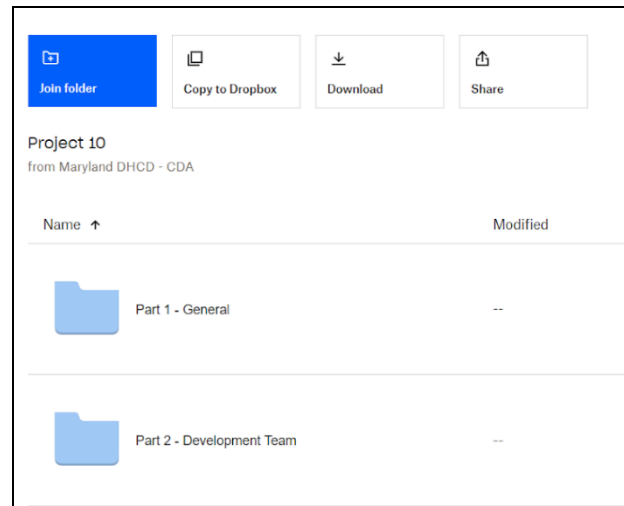 Join folder
Copy to Dropbox
Download
Share
Project 10
from Maryland DHCD - CDA
Name ↑ Modified
Part 1 - General --
Part 2 - Development Team --